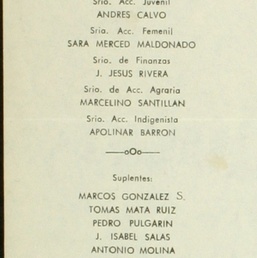 Srio. Acc. Juvenil
ANDRES CALVO
Sria. Acc. Femenil
SARA MERCED MALDONADO
Srio. de Finanzas
J. JESUS RIVERA
Srio. de Acc. Agraria
MARCELINO SANTILLAN
Srio. Acc. Indigenista
APOLINAR BARRON
——oOo——
Suplentes:
MARCOS GONZALEZ S.
TOMAS MATA RUIZ
PEDRO PULGARIN
J. ISABEL SALAS
ANTONIO MOLINA